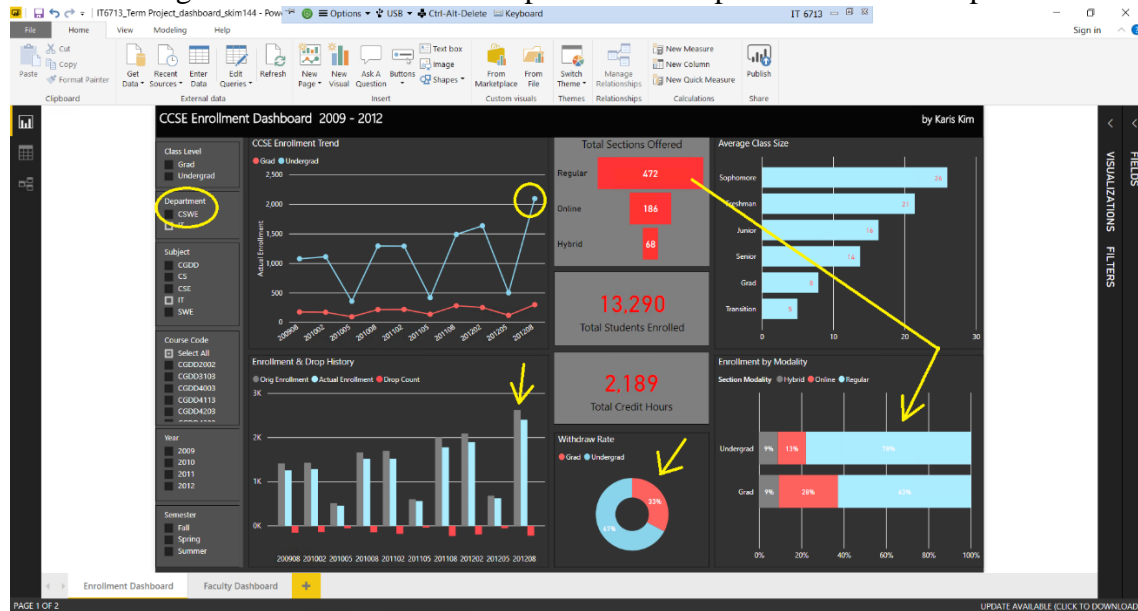 IT6713_Term Project_dashboard_skim144 - Pow
Options USB Ctrl-Alt-Delete Keyboard
IT 6713
Sign in
File Home View Modeling Help
Paste
Cut
Copy
Format Painter
Clipboard
Get Data
Recent Sources
Enter Data
Edit Queries
Refresh
External data
New Page
New Visual
Ask A Question
Buttons
Text box
Image
Shapes
Insert
From Marketplace
From File
Custom visuals
Switch Theme
Themes
Manage Relationships
Relationships
New Measure
New Column
New Quick Measure
Calculations
Publish
Share
CCSE Enrollment Dashboard 2009 - 2012
by Karis Kim
Class Level
Grad
Undergrad
Department
CSWE
IT
Subject
CGDD
CS
CSE
IT
SWE
Course Code
Select All
CGDD2002
CGDD3103
CGDD4003
CGDD4113
CGDD4203
Year
2009
2010
2011
2012
Semester
Fall
Spring
Summer
CCSE Enrollment Trend
Grad Undergrad
Actual Enrollment
2,500
2,000
1,500
1,000
500
0
200908 201002 201005 201008 201102 201105 201108 201202 201205 201208
Enrollment & Drop History
Orig Enrollment Actual Enrollment Drop Count
3K
2K
1K
0K
200908 201002 201005 201008 201102 201105 201108 201202 201205 201208
Total Sections Offered
Regular 472
Online 186
Hybrid 68
13,290
Total Students Enrolled
2,189
Total Credit Hours
Withdraw Rate
Grad Undergrad
33%
67%
Average Class Size
Sophomore 26
Freshman 21
Junior 16
Senior 14
Grad 8
Transition 5
0 10 20 30
Enrollment by Modality
Section Modality Hybrid Online Regular
Undergrad 9% 13% 78%
Grad 9% 28% 63%
0% 20% 40% 60% 80% 100%
VISUALIZATIONS
FILTERS
FIELDS
Enrollment Dashboard
Faculty Dashboard
PAGE 1 OF 2
UPDATE AVAILABLE (CLICK TO DOWNLOAD